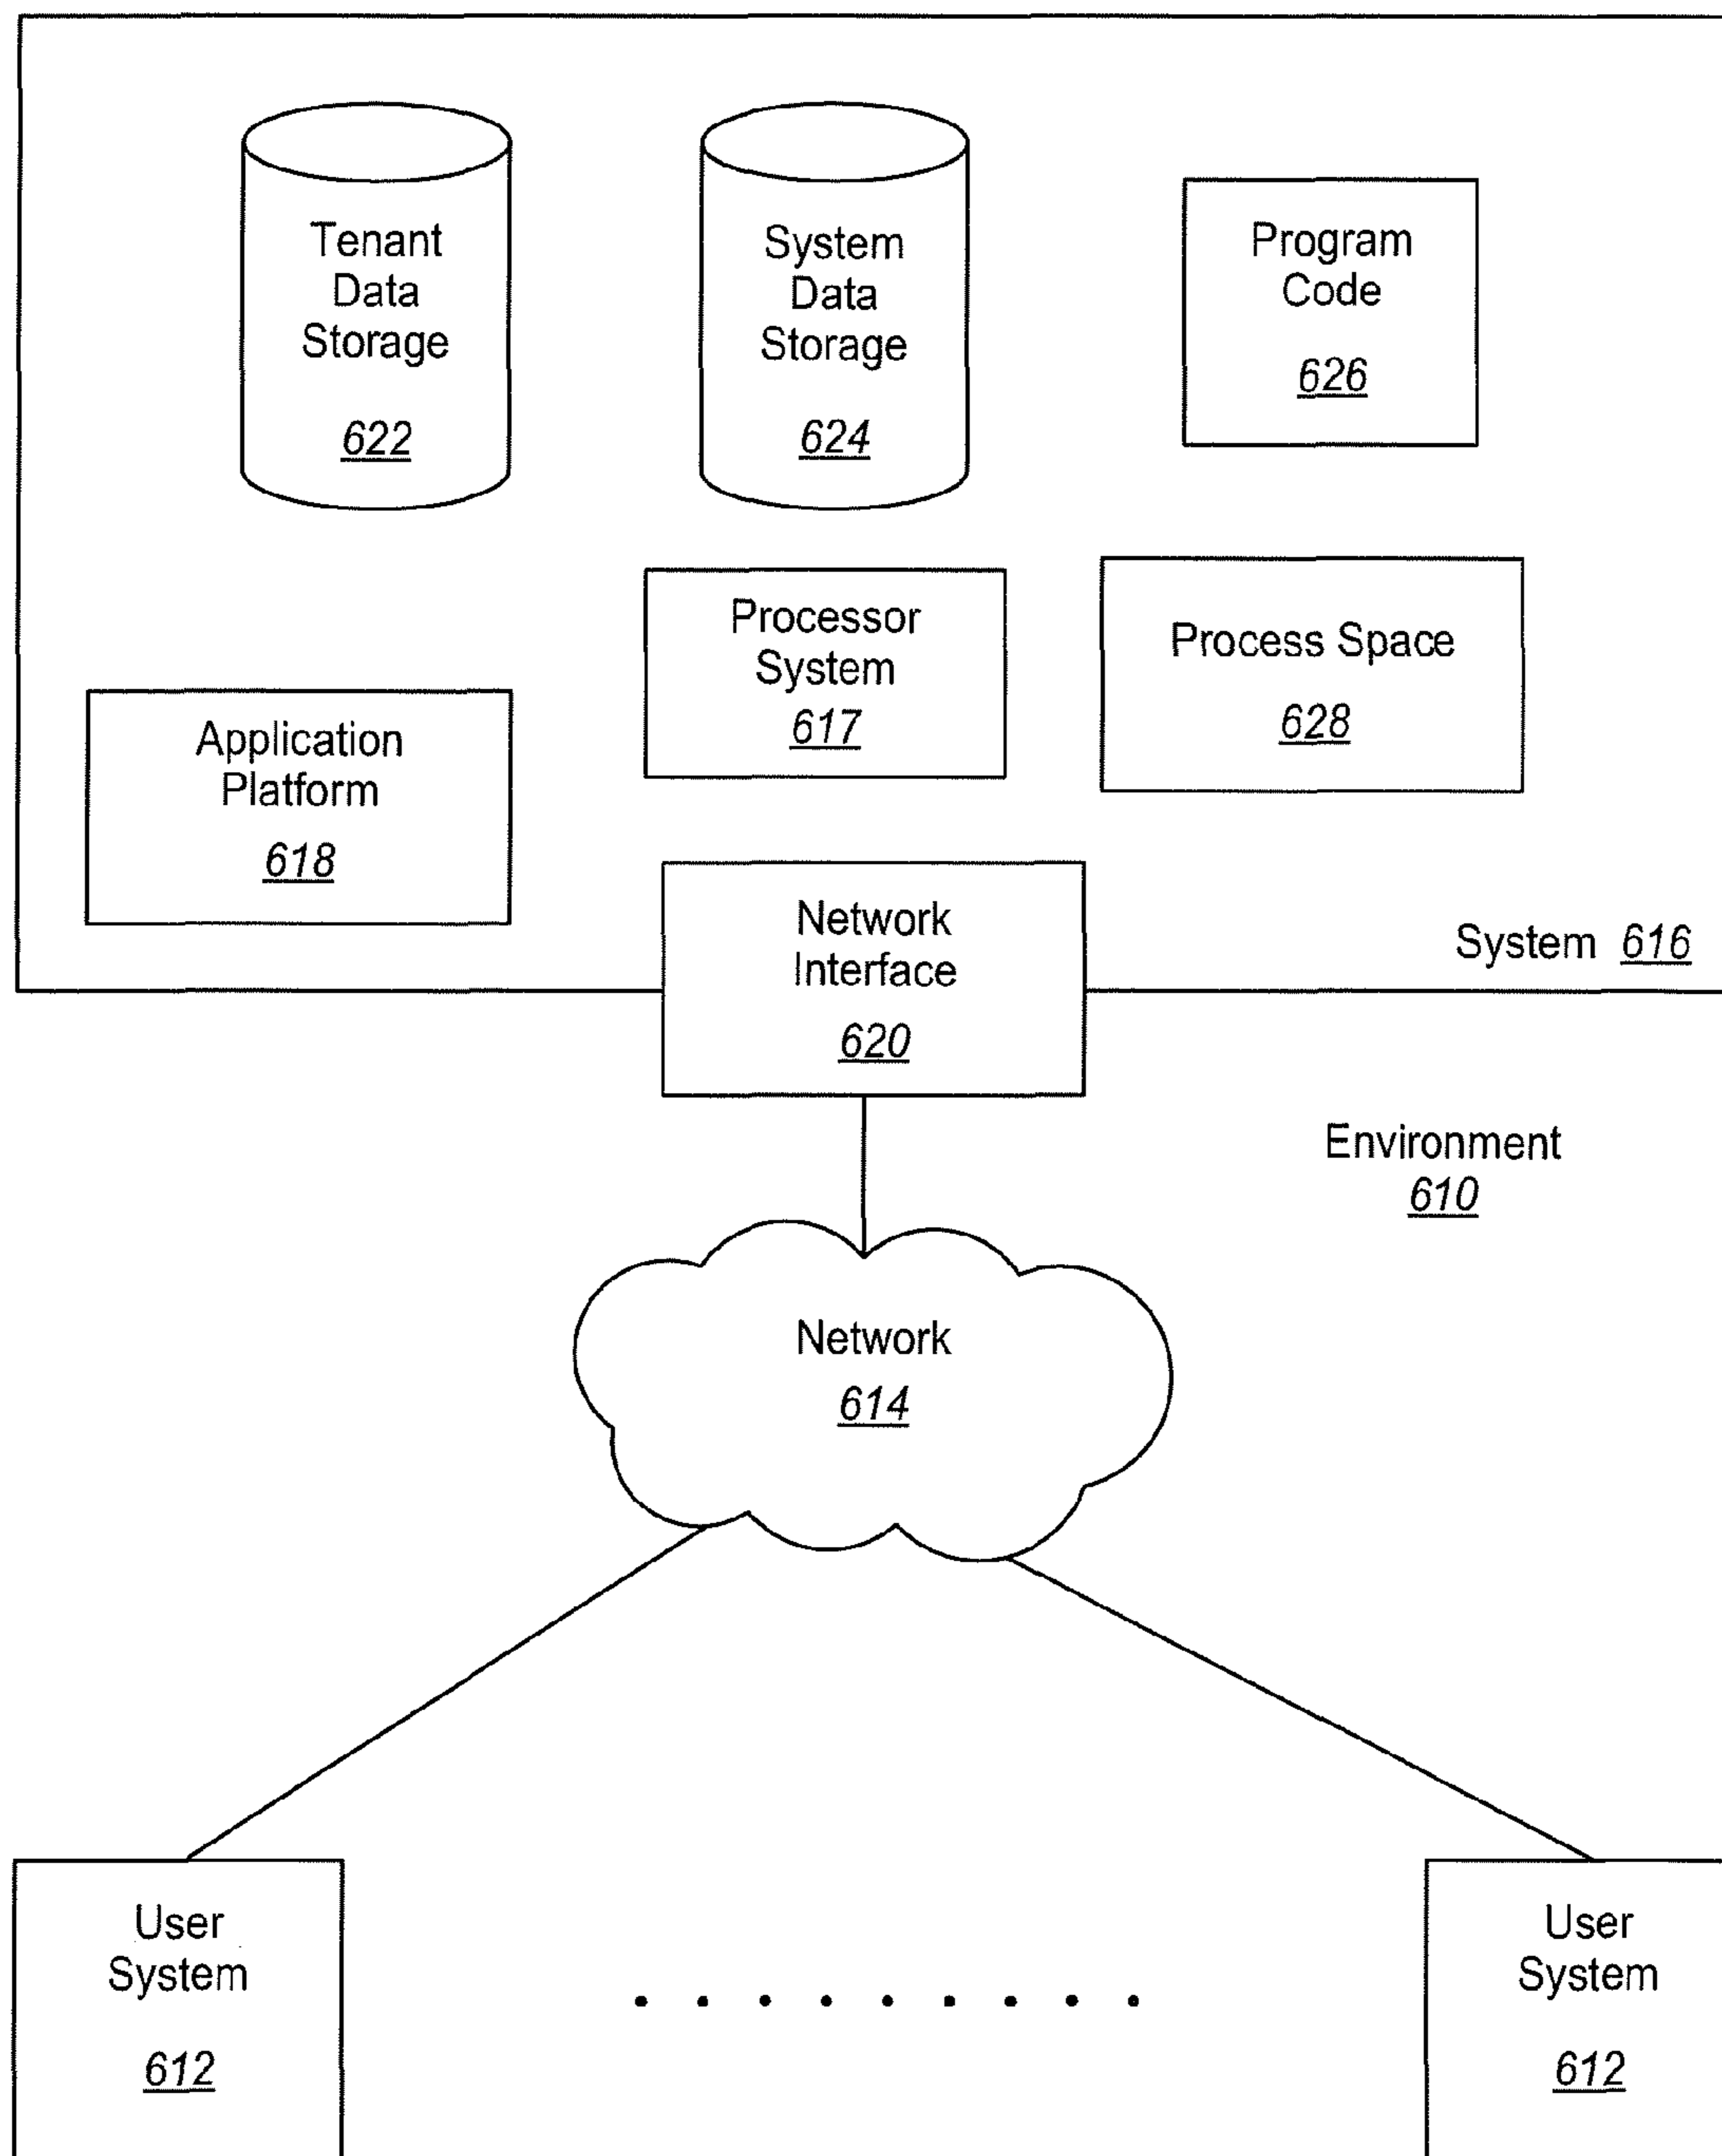 Tenant
Data
Storage
622
System
Data
Storage
624
Program
Code
626
Processor
System
617
Process Space
628
Application
Platform
618
Network
Interface
620
System 616
Environment
610
Network
614
User
System
612
User
System
612